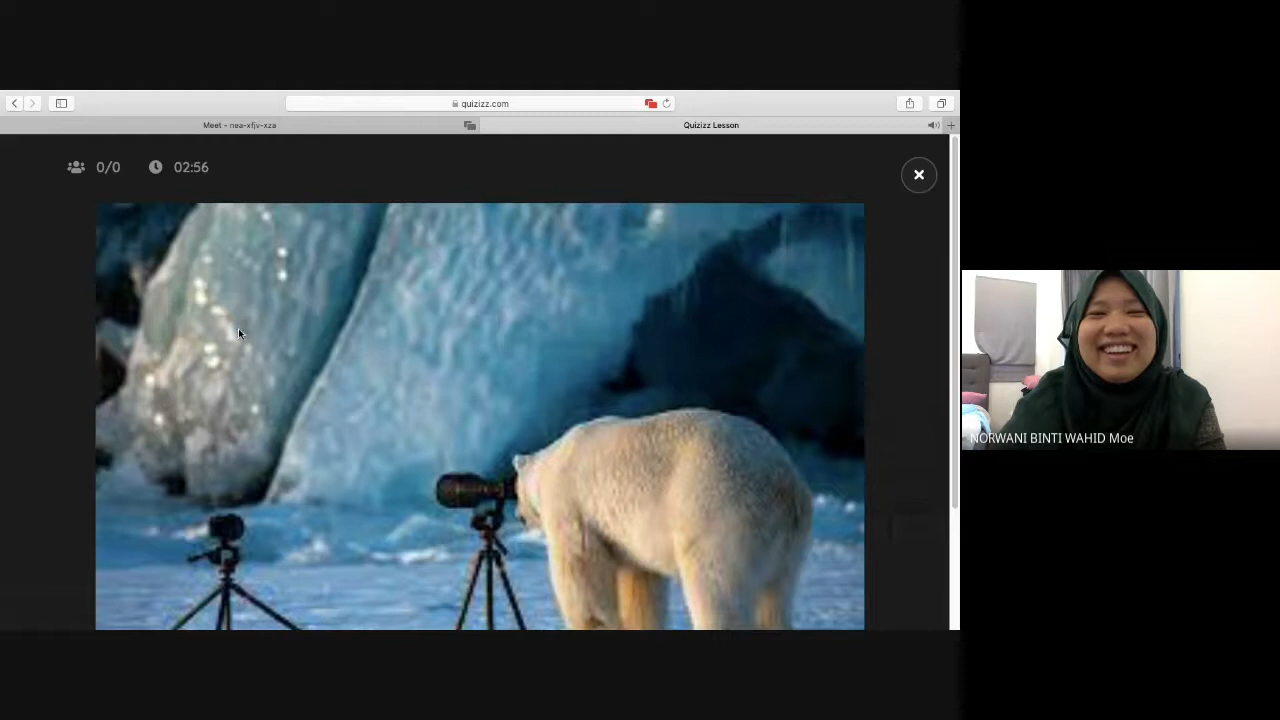 quizizz.com
Meet - nea-xfjv-xza
Quizizz Lesson
0/0 02:56
NORWANI BINTI WAHID Moe